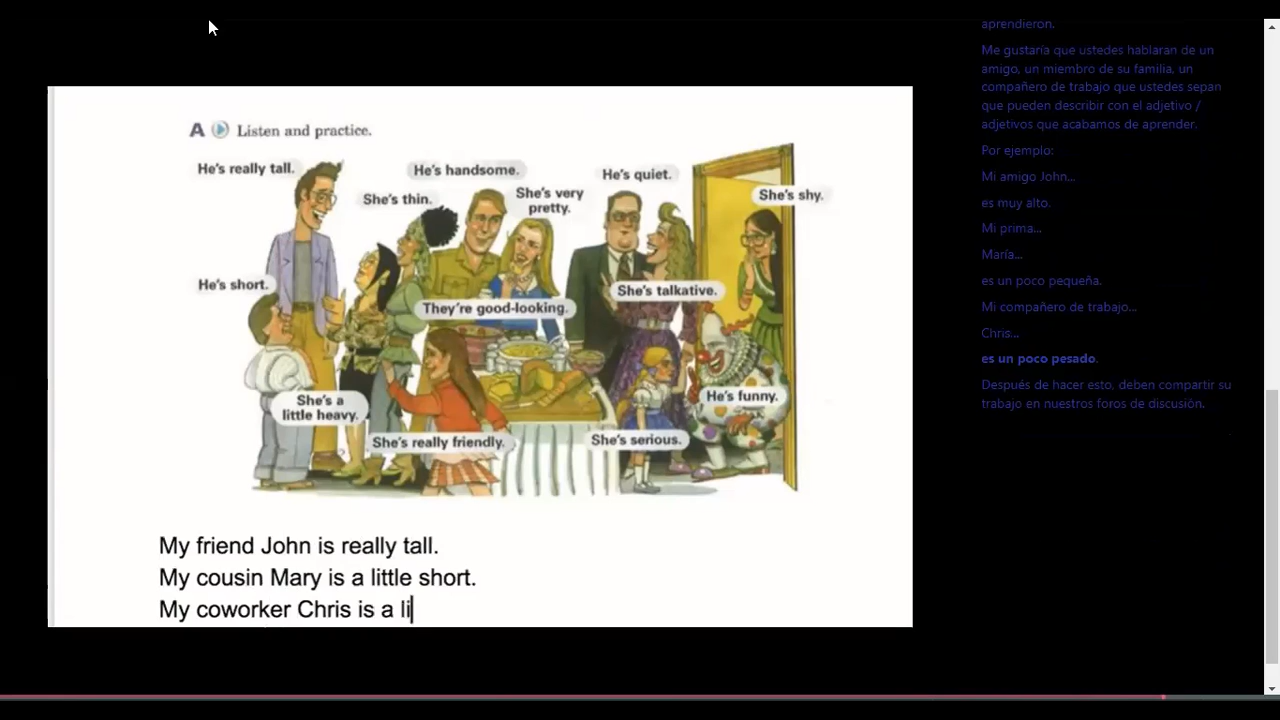 A Listen and practice.
He's really tall.
He's handsome.
He's quiet.
She's thin.
She's very
pretty.
She's shy.
He's short.
She's talkative.
They're good-looking.
She's a
little heavy.
He's funny.
She's really friendly.
She's serious.
My friend John is really tall.
My cousin Mary is a little short.
My coworker Chris is a li
aprendieron.
Me gustaría que ustedes hablaran de un
amigo, un miembro de su familia, un
compañero de trabajo que ustedes sepan
que pueden describir con el adjetivo /
adjetivos que acabamos de aprender.
Por ejemplo:
Mi amigo John...
es muy alto.
Mi prima...
María...
es un poco pequeña.
Mi compañero de trabajo...
Chris...
es un poco pesado.
Después de hacer esto, deben compartir su
trabajo en nuestros foros de discusión.